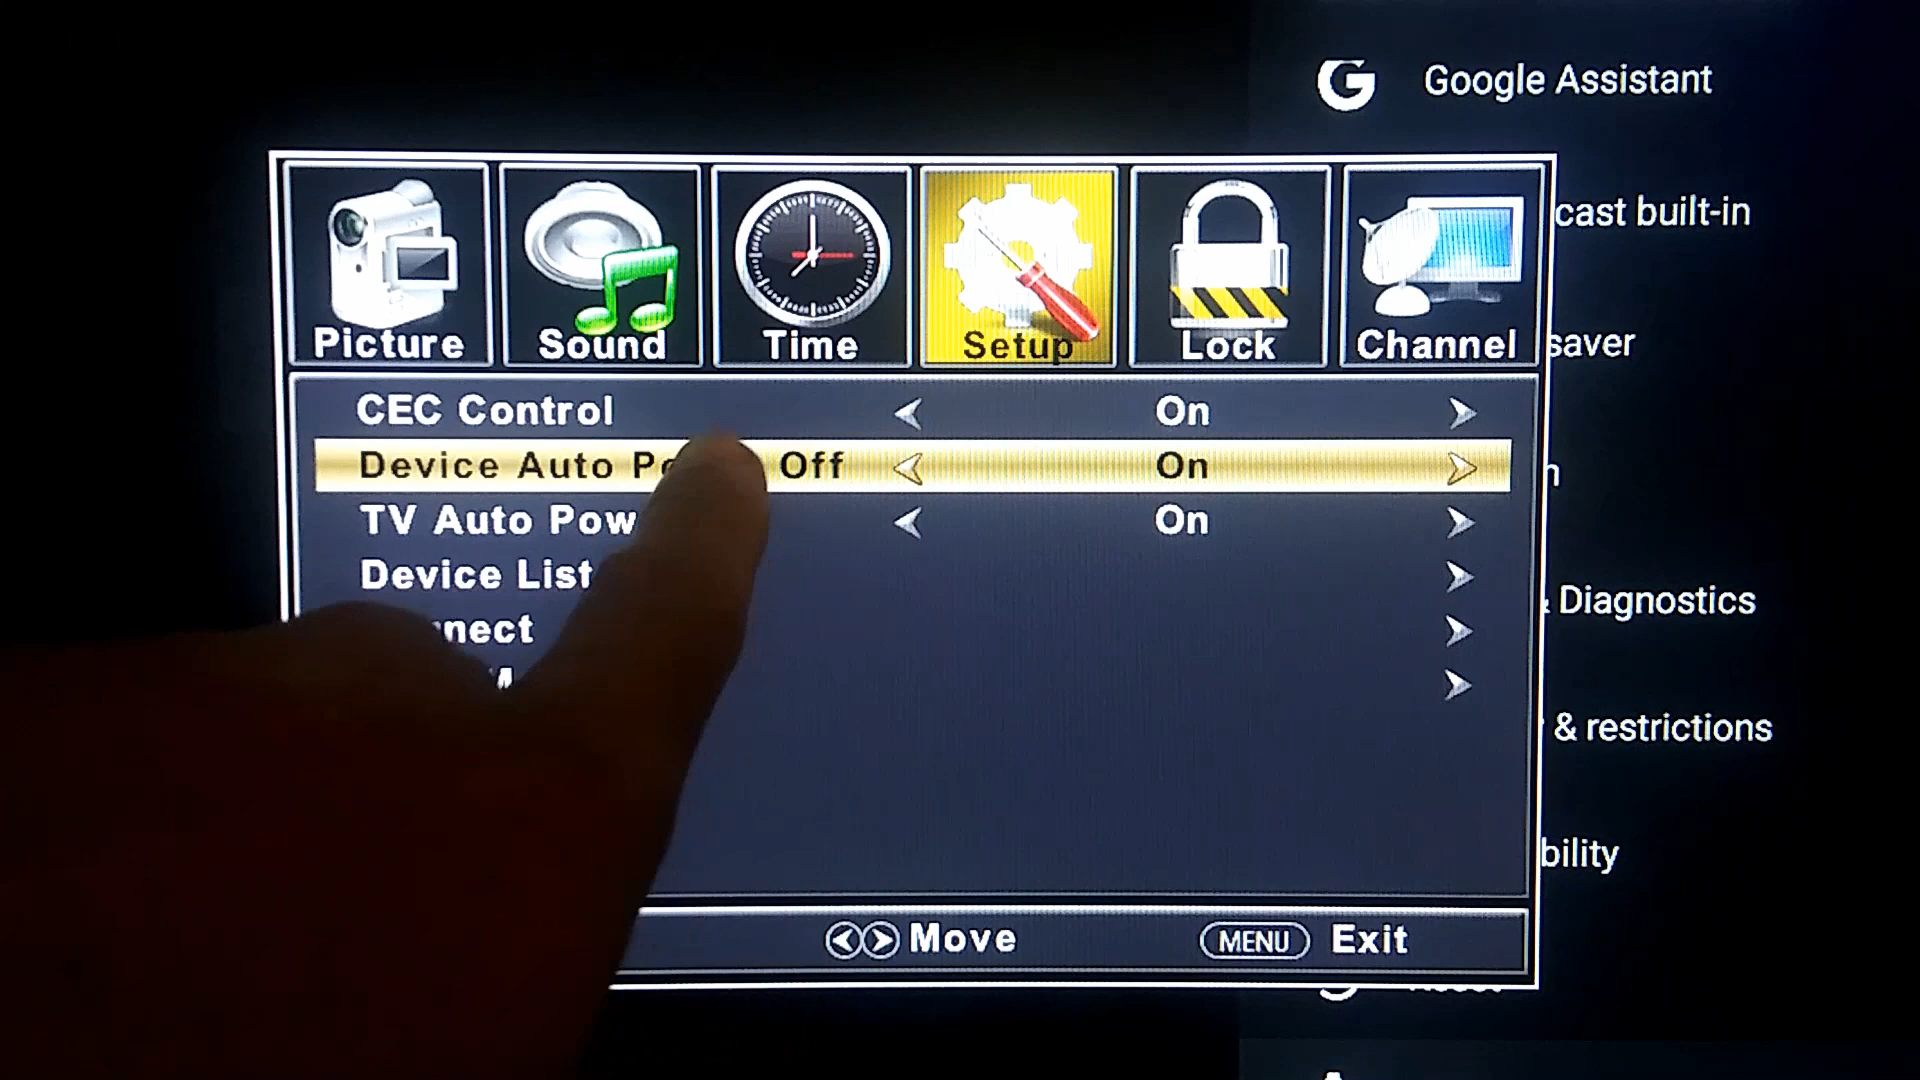 Google Assistant
cast built-in
saver
Diagnostics
& restrictions
bility
Picture
Sound
Time
Setup
Lock
Channel
CEC Control On
Device Auto Po Off On
TV Auto Pow On
Device List
nnect
Move
MENU Exit